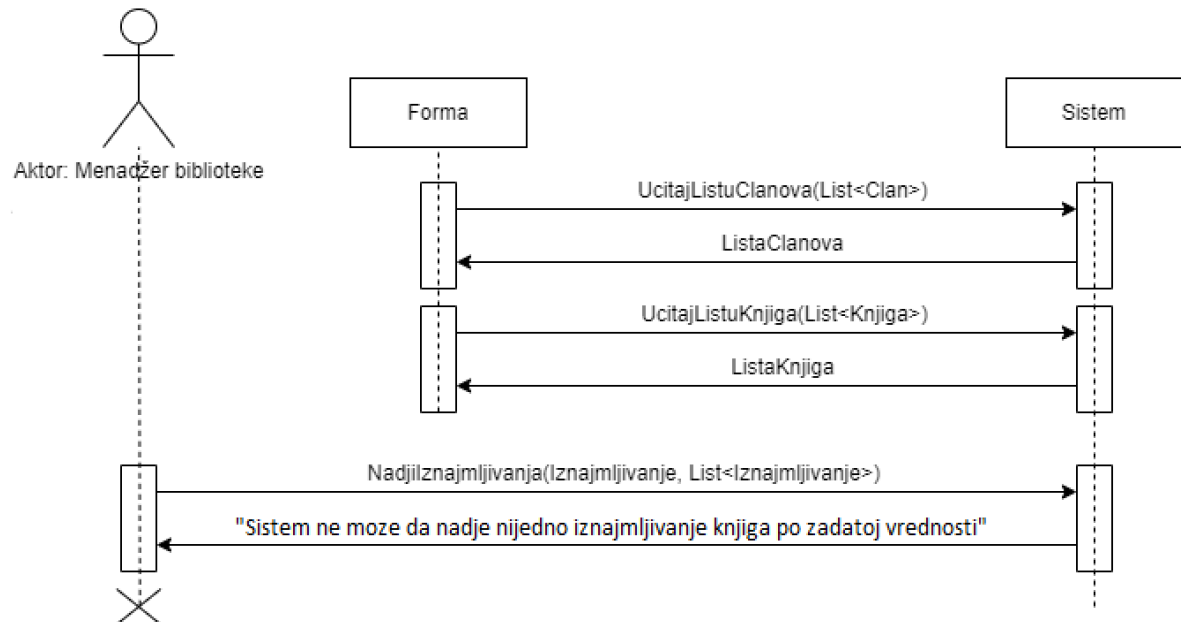 Forma
Sistem
Aktor: Menadžer biblioteke
UcitajListuClanova(List<Clan>)
ListaClanova
UcitajListuKnjiga(List<Knjiga>)
ListaKnjiga
NadjiIznajmljivanja(Iznajmljivanje, List<Iznajmljivanje>)
"Sistem ne moze da nadje nijedno iznajmljivanje knjiga po zadatoj vrednosti"